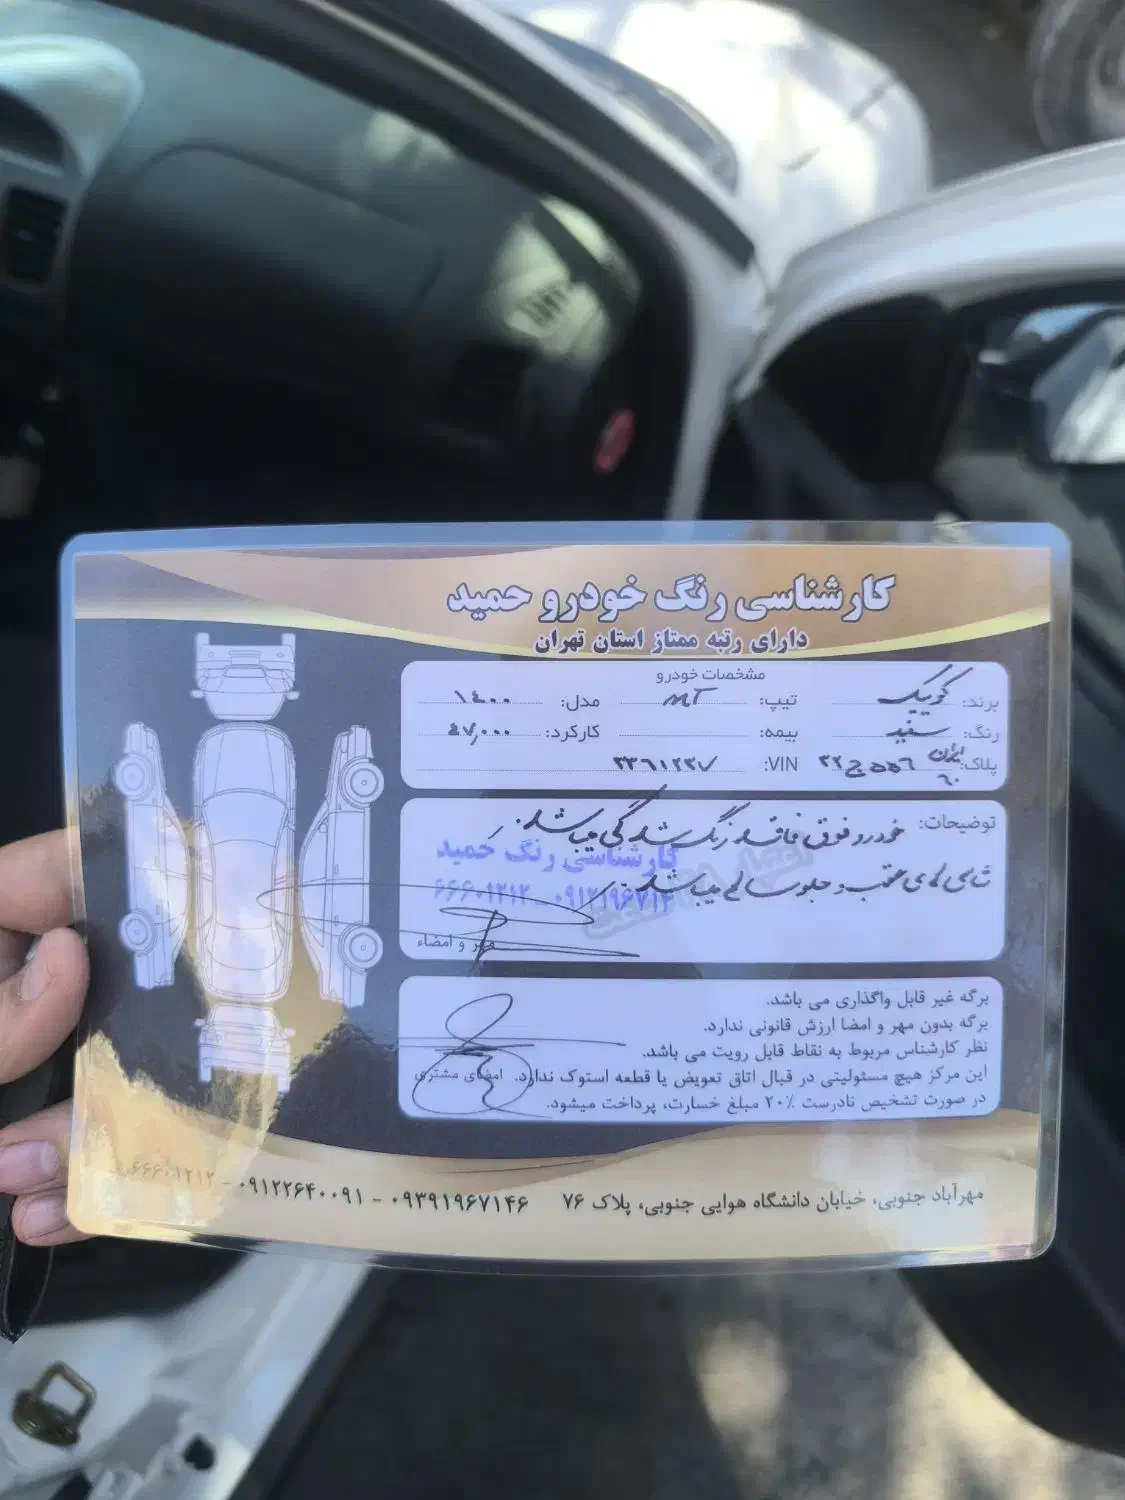 کارشناسی رنگ خودرو حمید
دارای رتبه ممتاز استان تهران
مشخصات خودرو
برند: کوییک تیپ: MT مدل: ۱۴۰۰
رنگ: سفید بیمه: کارکرد: ۴۷,۰۰۰
پلاک: ایران ۶۰ ۵۵۶ ج ۲۲ VIN: ۳۳۶۱۲۳۷
توضیحات: خودرو فوق فاقد رنگ شدگی میباشد.
شاسی های عقب و جلو سالم میباشد.
کارشناسی رنگ حمید
۶۶۶۰۱۲۱۲ - ۰۹۱۲۱۹۶۷۱۴
مهر و امضاء
برگه غیر قابل واگذاری می باشد.
برگه بدون مهر و امضا ارزش قانونی ندارد.
نظر کارشناس مربوط به نقاط قابل رویت می باشد.
این مرکز هیچ مسئولیتی در قبال اتاق تعویض یا قطعه استوک ندارد.
امضای مشتری
در صورت تشخیص نادرست ۲۰٪ مبلغ خسارت، پرداخت میشود.
مهرآباد جنوبی، خیابان دانشگاه هوایی جنوبی، پلاک ۷۶ ۰۹۳۹۱۹۶۷۱۴۶ - ۰۹۱۲۲۶۴۰۰۹۱ - ۶۶۶۰۱۲۱۲